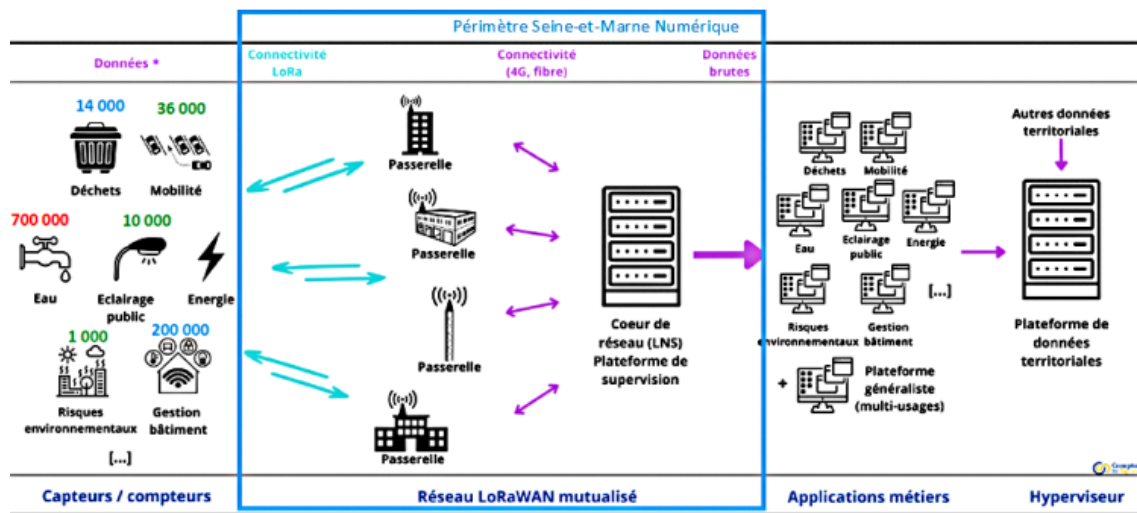 Périmètre Seine-et-Marne Numérique
Données *
Connectivité
LoRa
Connectivité
(4G, fibre)
Données
brutes
14 000
36 000
Déchets
Mobilité
700 000
10 000
Eau
Eclairage
public
Energie
1 000
200 000
Risques
environnementaux
Gestion
bâtiment
[...]
Passerelle
Passerelle
Passerelle
Passerelle
Coeur de
réseau (LNS)
Plateforme de
supervision
Déchets
Mobilité
Eau
Eclairage
public
Energie
Risques
environnementaux
Gestion
bâtiment
[...]
+
Plateforme
généraliste
(multi-usages)
Autres données
territoriales
Plateforme de
données
territoriales
Capteurs / compteurs
Réseau LoRaWAN mutualisé
Applications métiers
Hyperviseur